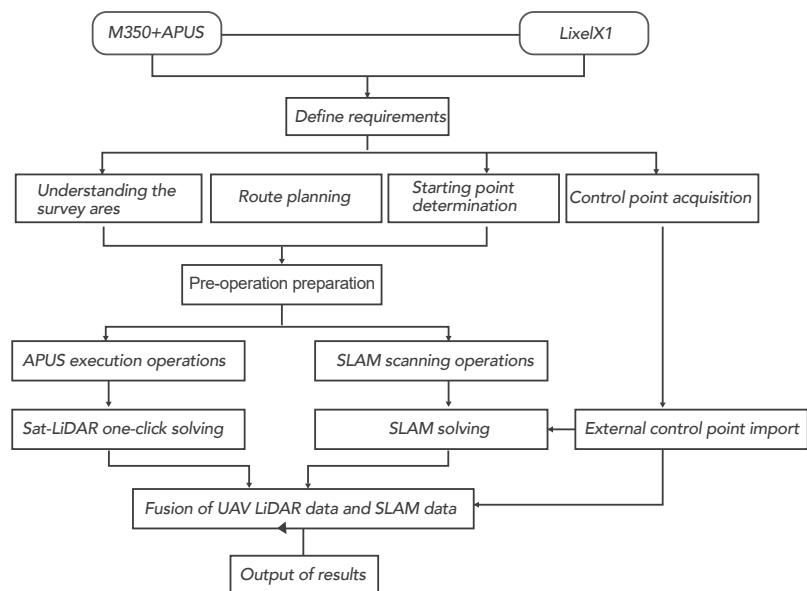 M350+APUS
LixelX1
Define requirements
Understanding the
survey ares
Route planning
Starting point
determination
Control point acquisition
Pre-operation preparation
APUS execution operations
SLAM scanning operations
Sat-LiDAR one-click solving
SLAM solving
External control point import
Fusion of UAV LiDAR data and SLAM data
Output of results